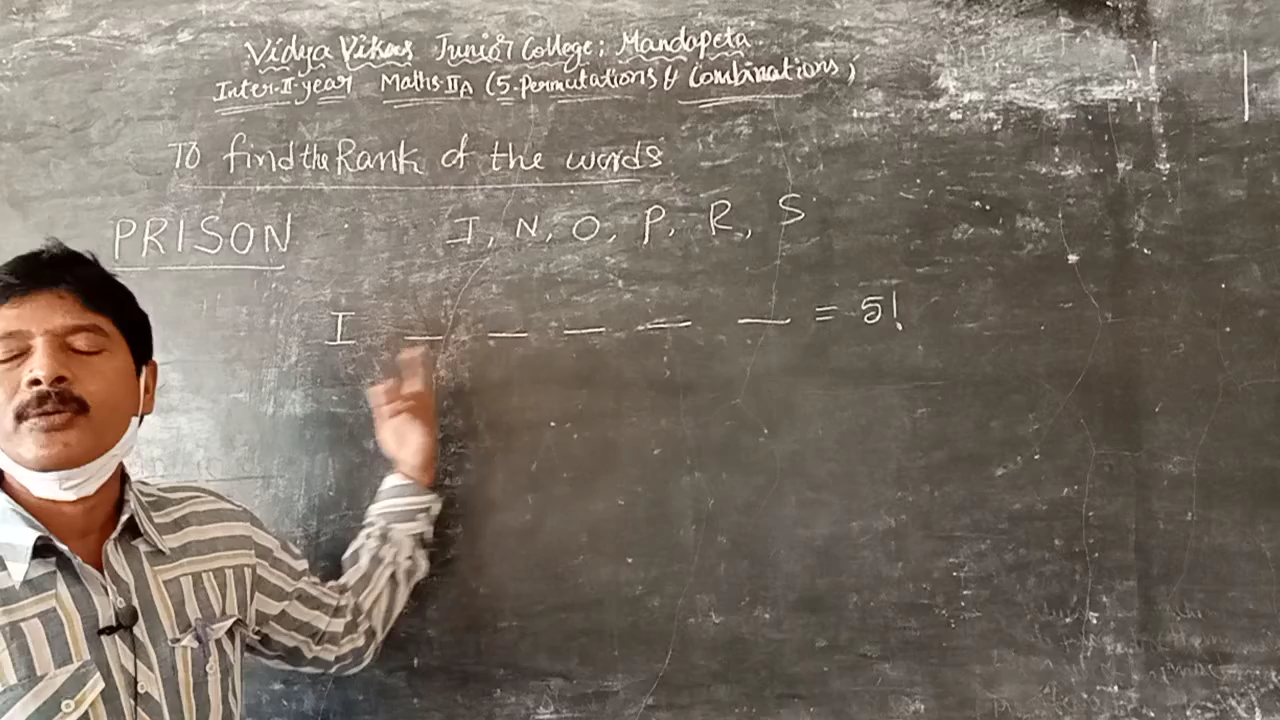 Vidya Vikas Junior College; Mandapeta
Inter-II-year Maths-IIA (5.Permutations & Combinations)
To find the Rank of the words
PRISON I, N, O, P, R, S
I _ _ _ _ _ = 5!